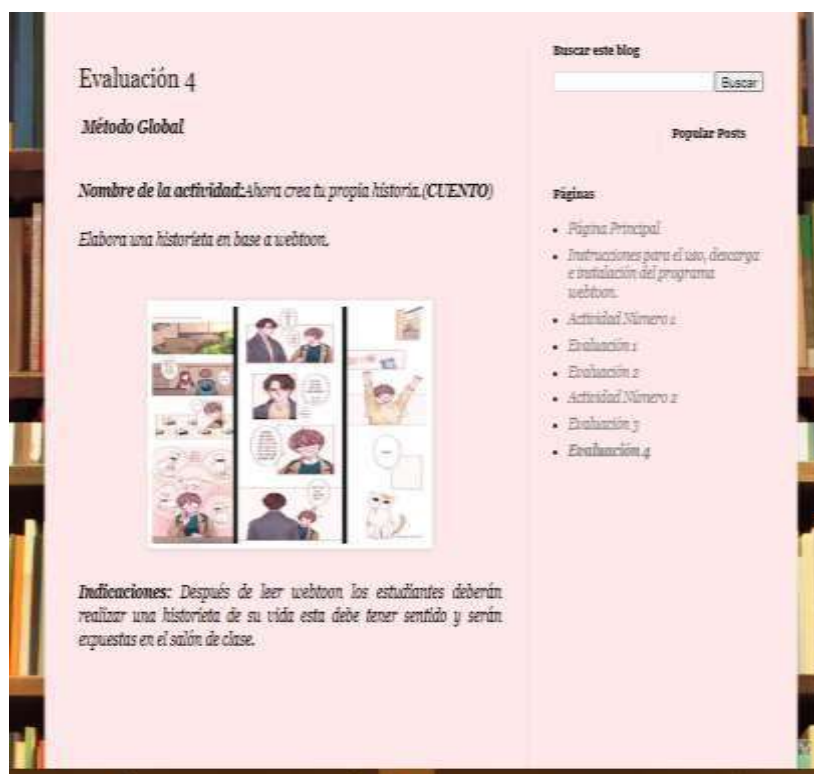 Evaluación 4
Método Global
Nombre de la actividad:Ahora crea tu propia historia.(CUENTO)
Elabora una historieta en base a webtoon.
Indicaciones: Después de leer webtoon los estudiantes deberán
realizar una historieta de su vida esta debe tener sentido y serán
expuestas en el salón de clase.
Buscar este blog
Buscar
Popular Posts
Páginas
• Página Principal
• Instrucciones para el uso, descarga
e instalación del programa
webtoon.
• Actividad Número 1
• Evaluación 1
• Evaluación 2
• Actividad Número 2
• Evaluación 3
• Evaluación 4